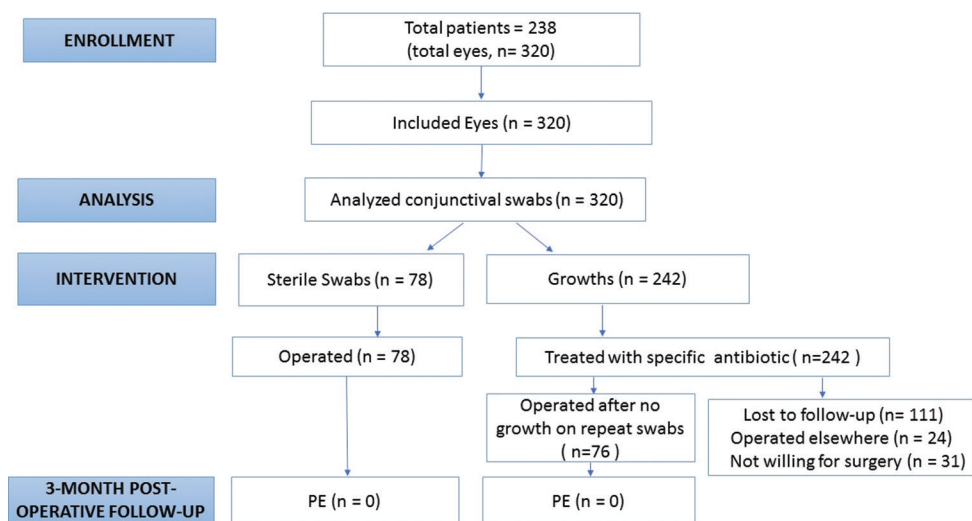 ENROLLMENT
Total patients = 238
(total eyes, n= 320)
Included Eyes (n = 320)
ANALYSIS
Analyzed conjunctival swabs (n = 320)
INTERVENTION
Sterile Swabs (n = 78)
Growths (n = 242)
Operated (n = 78)
Treated with specific antibiotic ( n=242 )
Operated after no
growth on repeat swabs
( n=76 )
Lost to follow-up (n= 111)
Operated elsewhere (n = 24)
Not willing for surgery (n = 31)
3-MONTH POST-
OPERATIVE FOLLOW-UP
PE (n = 0)
PE (n = 0)